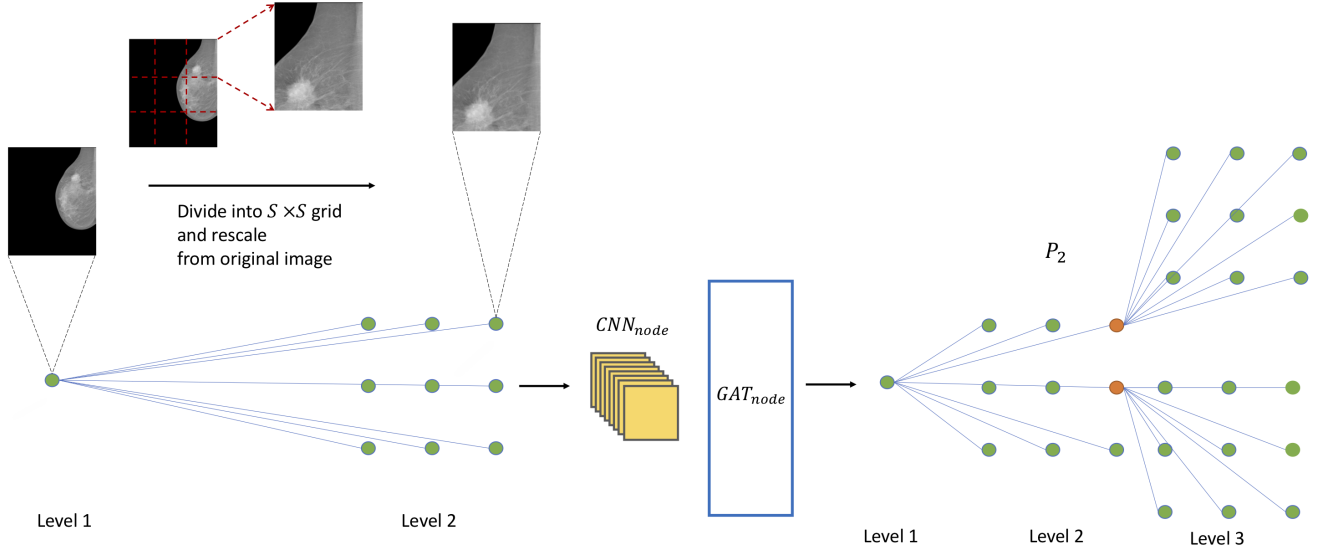 Divide into S ×S grid
and rescale
from original image
Level 1
Level 2
CNN_node
GAT_node
P_2
Level 1
Level 2
Level 3